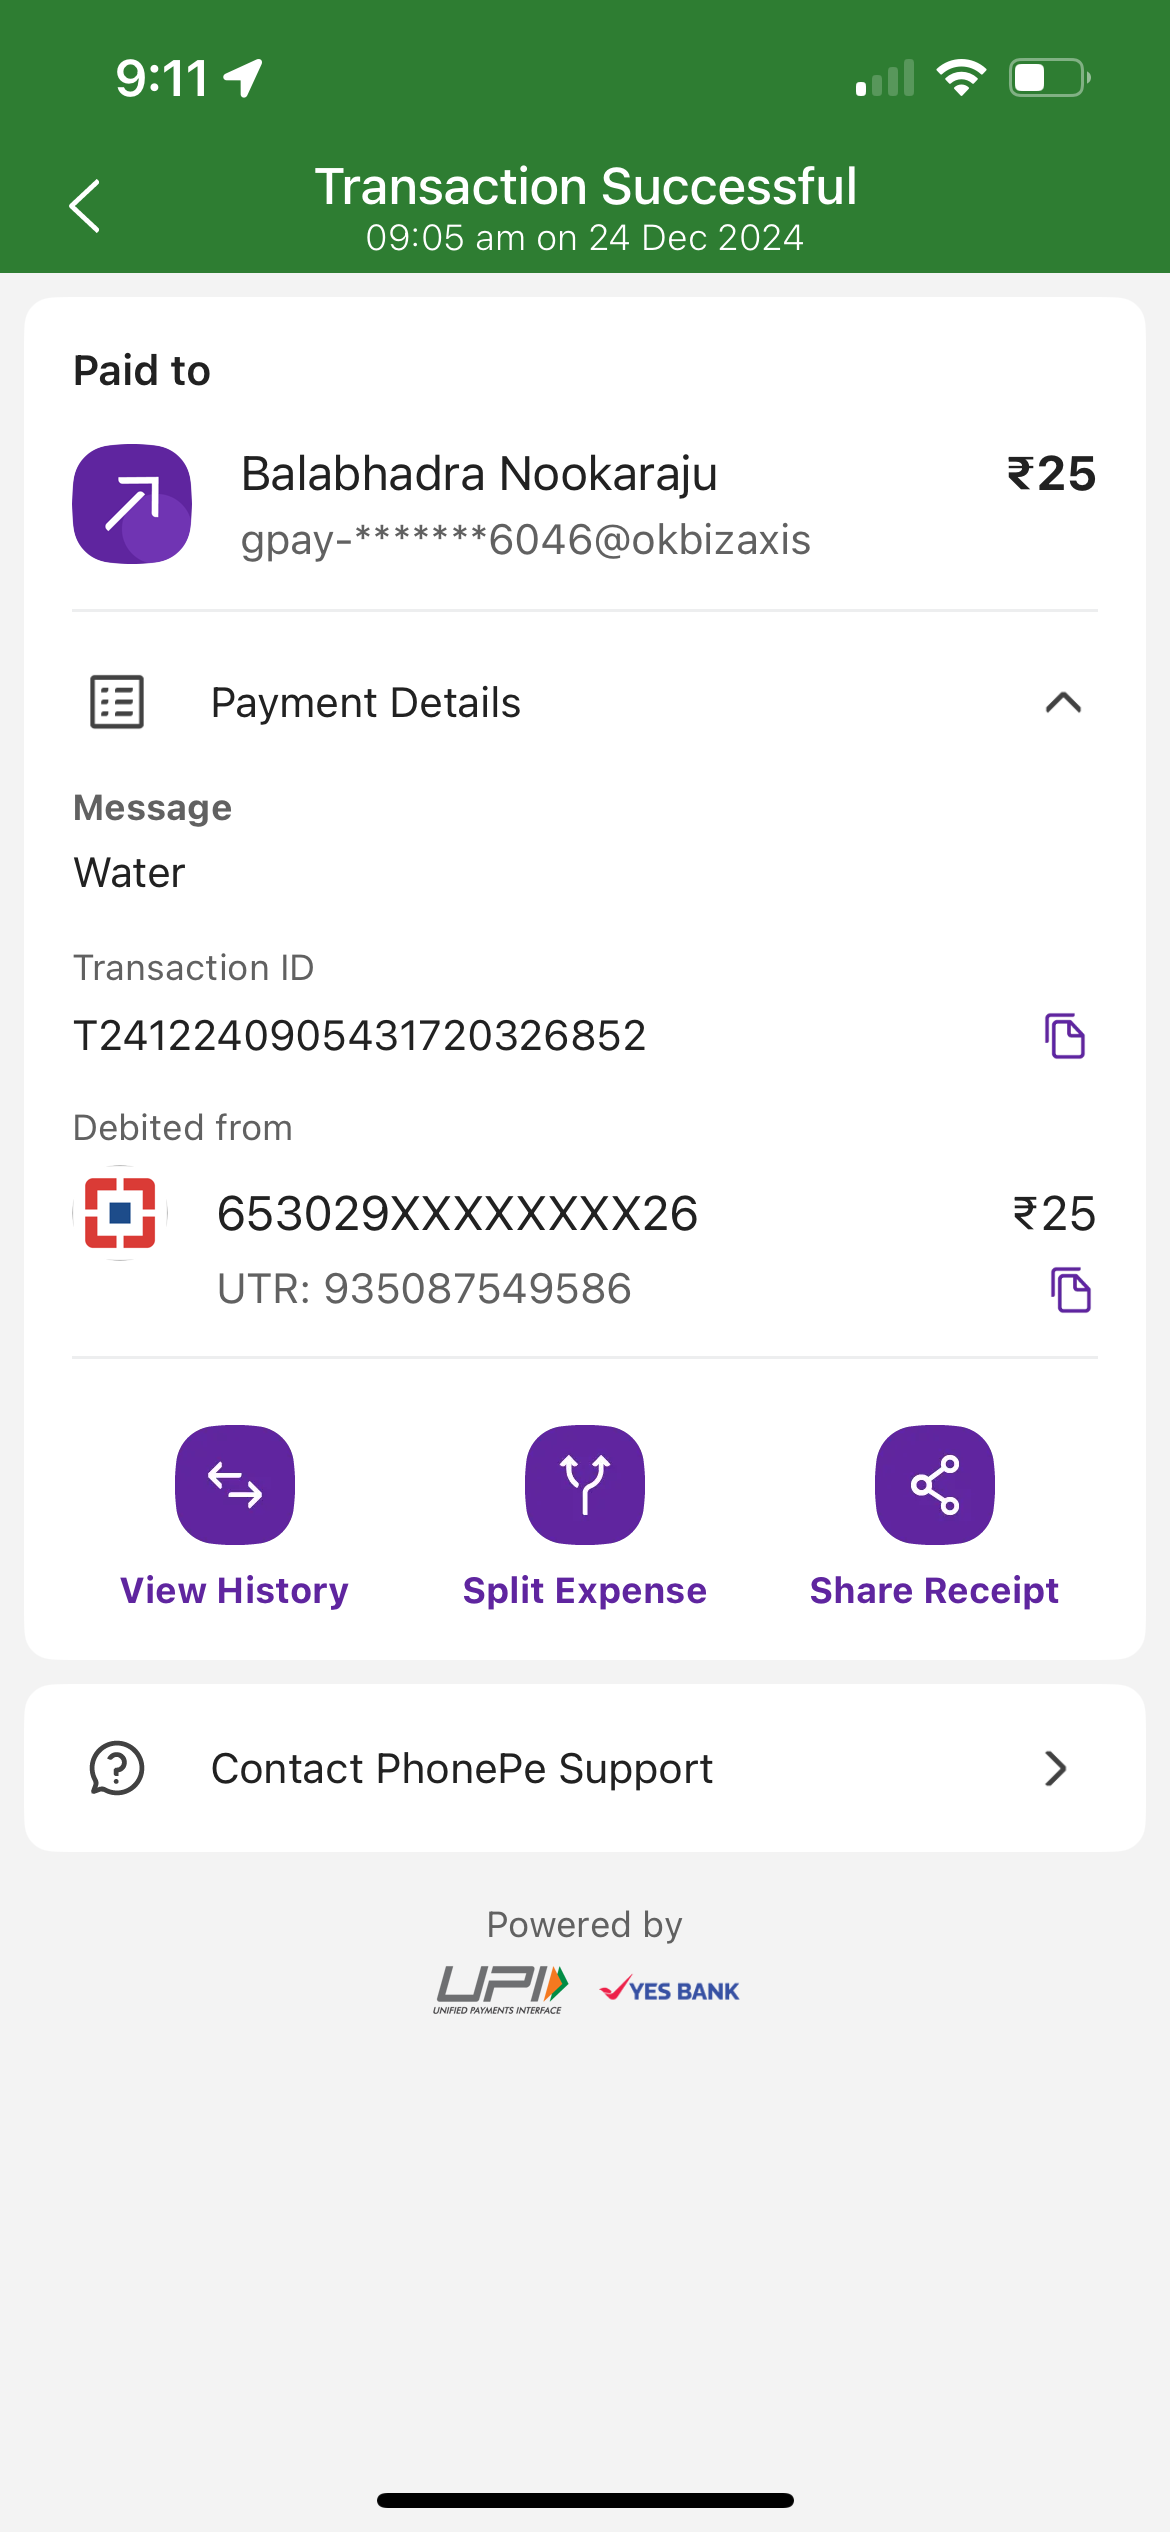 9:11
Transaction Successful
09:05 am on 24 Dec 2024
Paid to
Balabhadra Nookaraju ₹25
gpay-*******6046@okbizaxis
Payment Details
Message
Water
Transaction ID
T2412240905431720326852
Debited from
653029XXXXXXXX26 ₹25
UTR: 935087549586
View History Split Expense Share Receipt
Contact PhonePe Support
Powered by
UPI YES BANK
UNIFIED PAYMENTS INTERFACE